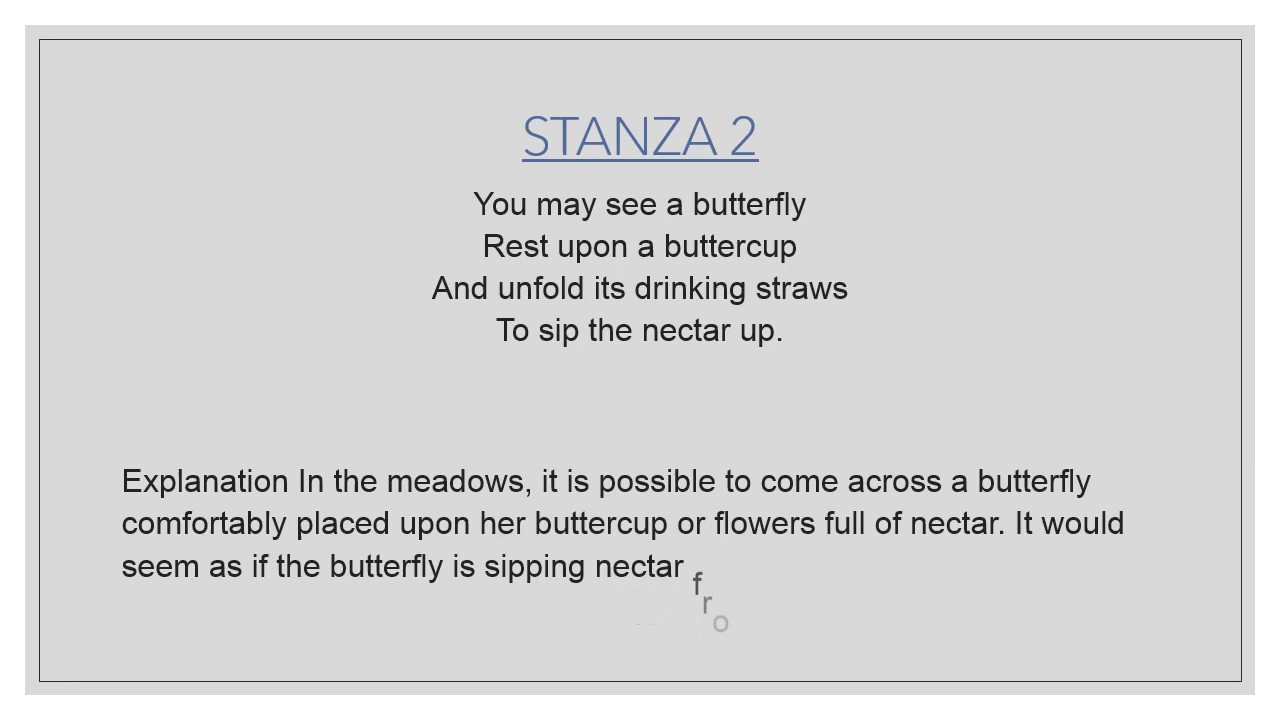 STANZA 2
You may see a butterfly
Rest upon a buttercup
And unfold its drinking straws
To sip the nectar up.
Explanation In the meadows, it is possible to come across a butterfly
comfortably placed upon her buttercup or flowers full of nectar. It would
seem as if the butterfly is sipping nectar fro